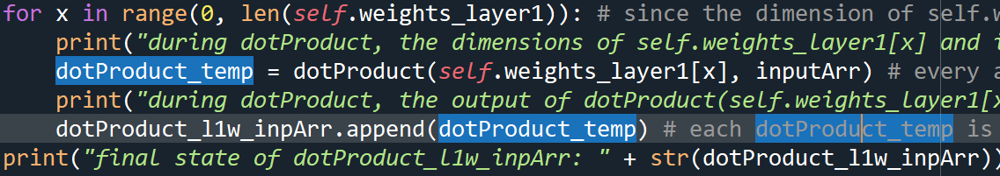 for x in range(0, len(self.weights_layer1)): # since the dimension of self.w
print("during dotProduct, the dimensions of self.weights_layer1[x] and i
dotProduct_temp = dotProduct(self.weights_layer1[x], inputArr) # every a
print("during dotProduct, the output of dotProduct(self.weights_layer1[x
dotProduct_l1w_inpArr.append(dotProduct_temp) # each dotProduct_temp is
print("final state of dotProduct_l1w_inpArr: " + str(dotProduct_l1w_inpArr))